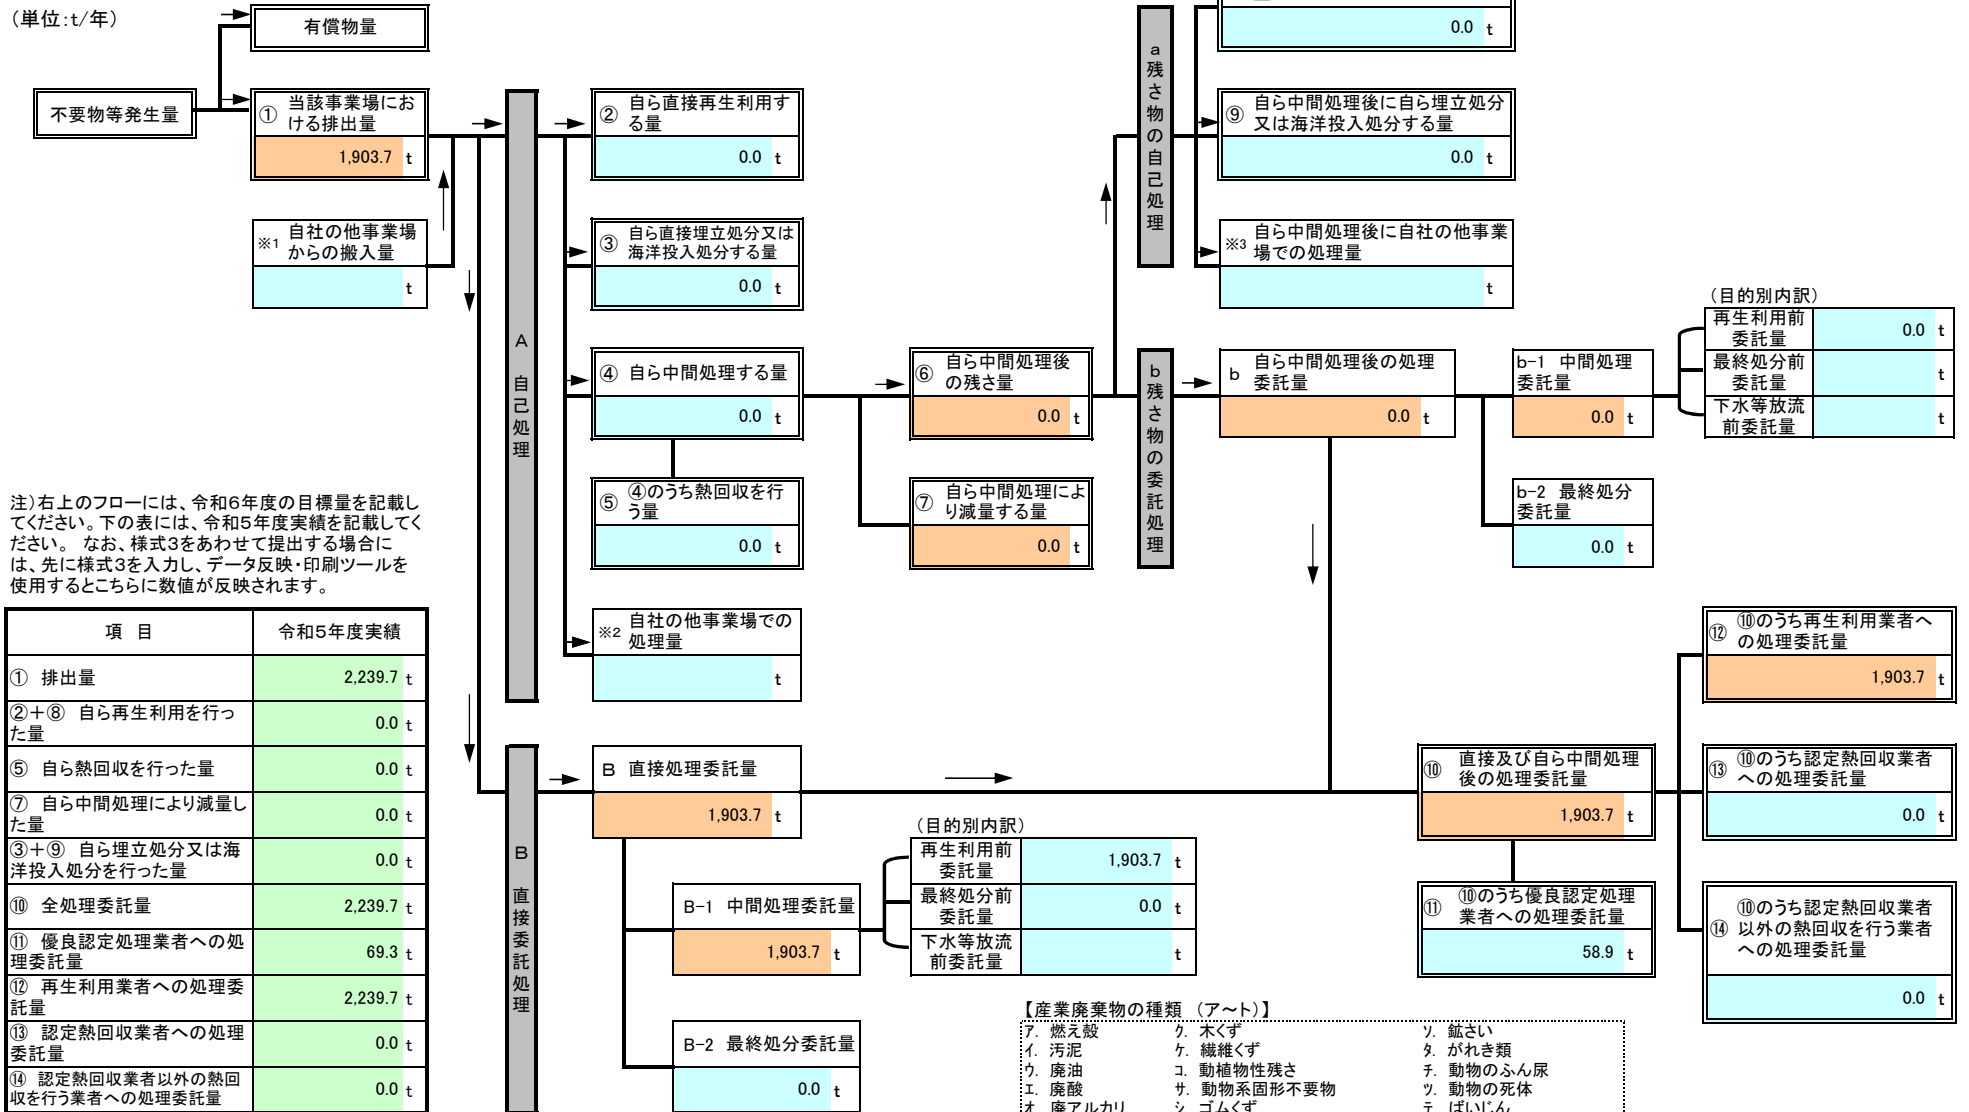 （単位：t/年）
有償物量
不要物等発生量
① 当該事業場にお
ける排出量
1,903.7 t
※1 自社の他事業場
からの搬入量
t
A 自己処理
② 自ら直接再生利用す
る量
0.0 t
③ 自ら直接埋立処分又は
海洋投入処分する量
0.0 t
④ 自ら中間処理する量
0.0 t
⑤ ④のうち熱回収を行
う量
0.0 t
※2 自社の他事業場での
処理量
t
⑥ 自ら中間処理後
の残さ量
0.0 t
⑦ 自ら中間処理によ
り減量する量
0.0 t
a 残さ物の自己処理
0.0 t
⑨ 自ら中間処理後に自ら埋立処分
又は海洋投入処分する量
0.0 t
※3 自ら中間処理後に自社の他事業
場での処理量
t
b 残さ物の委託処理
b 自ら中間処理後の処理
委託量
0.0 t
b-1 中間処理
委託量
0.0 t
（目的別内訳）
再生利用前
委託量
0.0 t
最終処分前
委託量
t
下水等放流
前委託量
t
b-2 最終処分
委託量
0.0 t
注）右上のフローには、令和6年度の目標量を記載し
てください。下の表には、令和5年度実績を記載してく
ださい。 なお、様式3をあわせて提出する場合に
は、先に様式3を入力し、データ反映・印刷ツールを
使用するとこちらに数値が反映されます。
項 目 令和5年度実績
① 排出量 2,239.7 t
②＋⑧ 自ら再生利用を行っ
た量
0.0 t
⑤ 自ら熱回収を行った量 0.0 t
⑦ 自ら中間処理により減量し
た量
0.0 t
③＋⑨ 自ら埋立処分又は海
洋投入処分を行った量
0.0 t
⑩ 全処理委託量 2,239.7 t
⑪ 優良認定処理業者への処
理委託量
69.3 t
⑫ 再生利用業者への処理委
託量
2,239.7 t
⑬ 認定熱回収業者への処理
委託量
0.0 t
⑭ 認定熱回収業者以外の熱回
収を行う業者への処理委託量
0.0 t
B 直接委託処理
B 直接処理委託量
1,903.7 t
B-1 中間処理委託量
1,903.7 t
（目的別内訳）
再生利用前
委託量
1,903.7 t
最終処分前
委託量
0.0 t
下水等放流
前委託量
t
B-2 最終処分委託量
0.0 t
⑩ 直接及び自ら中間処理
後の処理委託量
1,903.7 t
⑪ ⑩のうち優良認定処理
業者への処理委託量
58.9 t
⑫ ⑩のうち再生利用業者へ
の処理委託量
1,903.7 t
⑬ ⑩のうち認定熱回収業者
への処理委託量
0.0 t
⑭ ⑩のうち認定熱回収業者
以外の熱回収を行う業者
への処理委託量
0.0 t
【産業廃棄物の種類 （ア～ト）】
ア. 燃え殻 ク. 木くず ソ. 鉱さい
イ. 汚泥 ケ. 繊維くず タ. がれき類
ウ. 廃油 コ. 動植物性残さ チ. 動物のふん尿
エ. 廃酸 サ. 動物系固形不要物 ツ. 動物の死体
オ. 廃アルカリ シ. ゴムくず テ. ばいじん